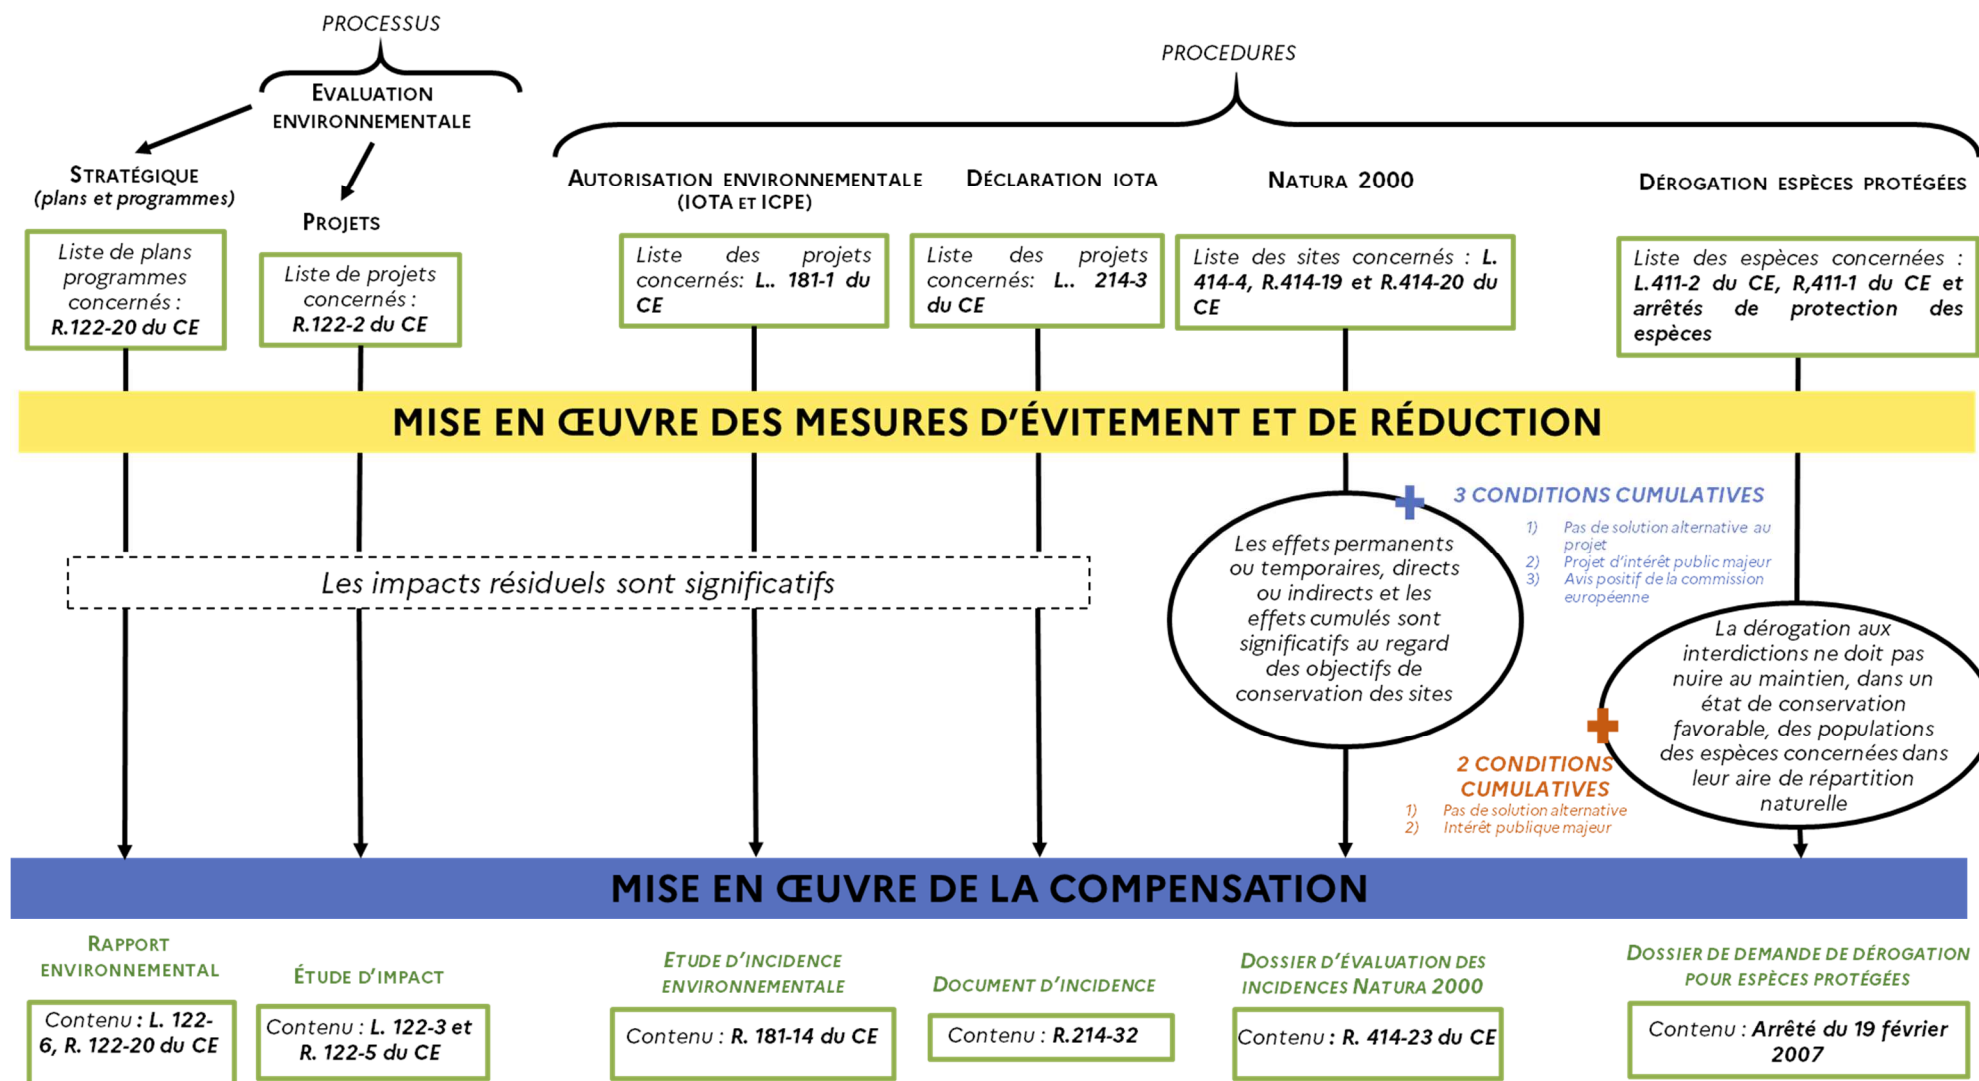 PROCESSUS
PROCEDURES
EVALUATION
ENVIRONNEMENTALE
STRATÉGIQUE
(plans et programmes)
PROJETS
AUTORISATION ENVIRONNEMENTALE
(IOTA ET ICPE)
DÉCLARATION IOTA
NATURA 2000
DÉROGATION ESPÈCES PROTÉGÉES
Liste de plans
programmes
concernés :
R.122-20 du CE
Liste de projets
concernés :
R.122-2 du CE
Liste des projets
concernés: L.. 181-1 du
CE
Liste des projets
concernés: L.. 214-3
du CE
Liste des sites concernés : L.
414-4, R.414-19 et R.414-20 du
CE
Liste des espèces concernées :
L.411-2 du CE, R,411-1 du CE et
arrêtés de protection des
espèces
MISE EN ŒUVRE DES MESURES D'ÉVITEMENT ET DE RÉDUCTION
Les impacts résiduels sont significatifs
Les effets permanents
ou temporaires, directs
ou indirects et les
effets cumulés sont
significatifs au regard
des objectifs de
conservation des sites
3 CONDITIONS CUMULATIVES
1) Pas de solution alternative au
projet
2) Projet d'intérêt public majeur
3) Avis positif de la commission
européenne
La dérogation aux
interdictions ne doit pas
nuire au maintien, dans un
état de conservation
favorable, des populations
des espèces concernées dans
leur aire de répartition
naturelle
2 CONDITIONS
CUMULATIVES
1) Pas de solution alternative
2) Intérêt publique majeur
MISE EN ŒUVRE DE LA COMPENSATION
RAPPORT
ENVIRONNEMENTAL
ÉTUDE D'IMPACT
ETUDE D'INCIDENCE
ENVIRONNEMENTALE
DOCUMENT D'INCIDENCE
DOSSIER D'ÉVALUATION DES
INCIDENCES NATURA 2000
DOSSIER DE DEMANDE DE DÉROGATION
POUR ESPÈCES PROTÉGÉES
Contenu : L. 122-
6, R. 122-20 du CE
Contenu : L. 122-3 et
R. 122-5 du CE
Contenu : R. 181-14 du CE
Contenu : R.214-32
Contenu : R. 414-23 du CE
Contenu : Arrêté du 19 février
2007